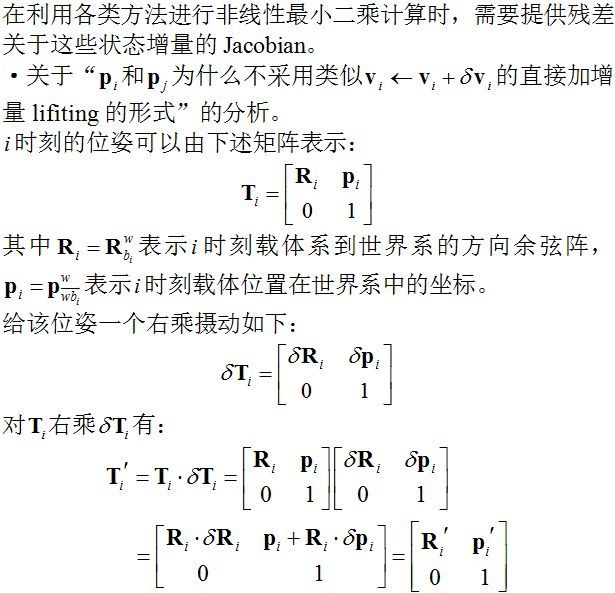 在利用各类方法进行非线性最小二乘计算时，需要提供残差
关于这些状态增量的 Jacobian。
•关于“$\mathbf{p}_i$和$\mathbf{p}_j$为什么不采用类似$\mathbf{v}_i \leftarrow \mathbf{v}_i + \delta\mathbf{v}_i$的直接加增
量 lifiting 的形式”的分析。
$i$时刻的位姿可以由下述矩阵表示：
$\mathbf{T}_i = \begin{bmatrix} \mathbf{R}_i & \mathbf{p}_i \\ 0 & 1 \end{bmatrix}$
其中 $\mathbf{R}_i = \mathbf{R}_{b_i}^{w}$表示$i$时刻载体系到世界系的方向余弦阵，
$\mathbf{p}_i = \mathbf{p}_{\overline{wb_i}}^{w}$表示$i$时刻载体位置在世界系中的坐标。
给该位姿一个右乘摄动如下：
$\delta\mathbf{T}_i = \begin{bmatrix} \delta\mathbf{R}_i & \delta\mathbf{p}_i \\ 0 & 1 \end{bmatrix}$
对$\mathbf{T}_i$右乘$\delta\mathbf{T}_i$有：
$\mathbf{T}_i' = \mathbf{T}_i \cdot \delta\mathbf{T}_i = \begin{bmatrix} \mathbf{R}_i & \mathbf{p}_i \\ 0 & 1 \end{bmatrix} \begin{bmatrix} \delta\mathbf{R}_i & \delta\mathbf{p}_i \\ 0 & 1 \end{bmatrix}$
$= \begin{bmatrix} \mathbf{R}_i \cdot \delta\mathbf{R}_i & \mathbf{p}_i + \mathbf{R}_i \cdot \delta\mathbf{p}_i \\ 0 & 1 \end{bmatrix} = \begin{bmatrix} \mathbf{R}_i' & \mathbf{p}_i' \\ 0 & 1 \end{bmatrix}$